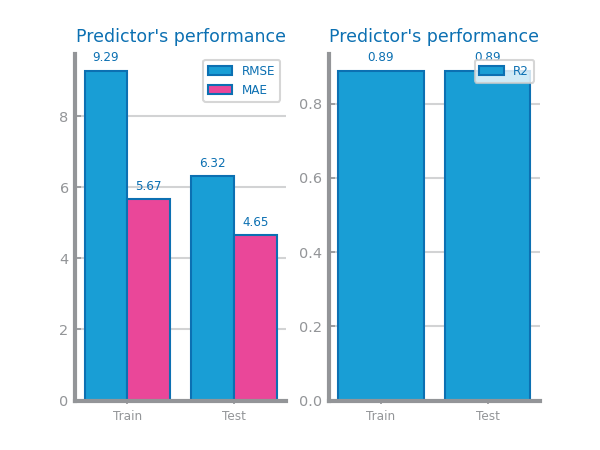 Predictor's performance
9.29
RMSE
MAE
8
6.32
6
5.67
4.65
4
2
0
Train
Test
Predictor's performance
0.89
0.89
R2
0.8
0.6
0.4
0.2
0.0
Train
Test